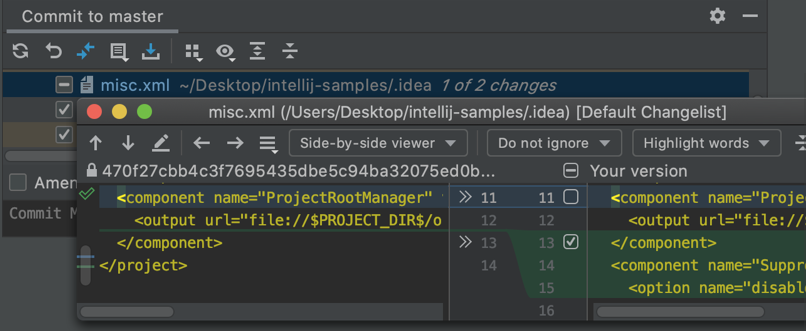 Commit to master
misc.xml ~/Desktop/intellij-samples/.idea 1 of 2 changes
misc.xml (/Users/Desktop/intellij-samples/.idea) [Default Changelist]
Side-by-side viewer
Do not ignore
Highlight words
470f27cbb4c3f7695435dbe5c94ba32075ed0b...
Your version
Amen
Commit M
<component name="ProjectRootManager"
11 11
<component name="Proje
<output url="file://$PROJECT_DIR$/o
12 12
<output url="file://$
</component>
13 13
</component>
</project>
14 14
<component name="Suppre
15
<option name="disable
16